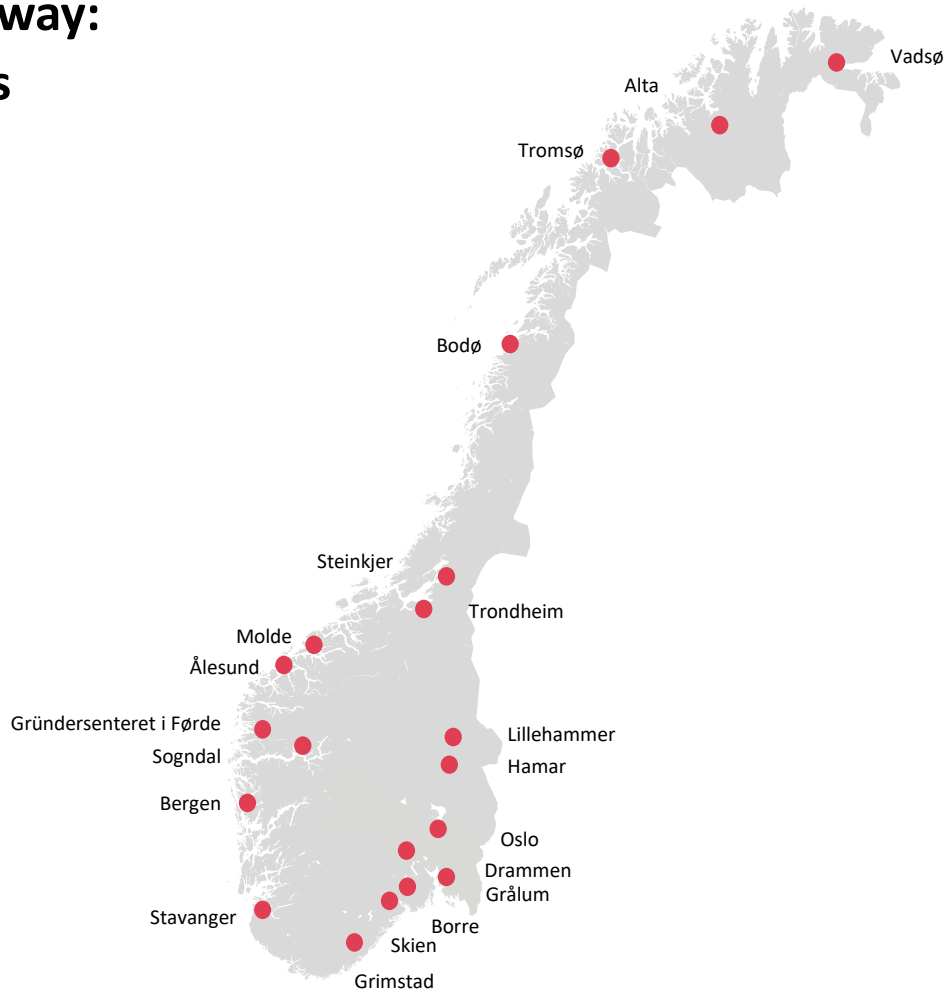 way:
s
Vadsø
Alta
Tromsø
Bodø
Steinkjer
Trondheim
Molde
Ålesund
Gründersenteret i Førde
Lillehammer
Sogndal
Hamar
Bergen
Oslo
Drammen
Grålum
Stavanger
Borre
Skien
Grimstad